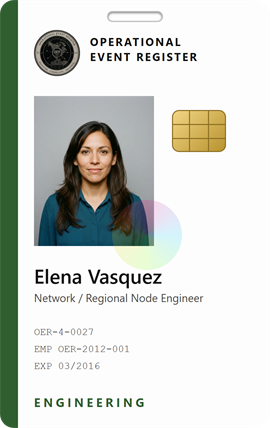 OPERATIONAL
EVENT REGISTER
Elena Vasquez
Network / Regional Node Engineer
OER-4-0027
EMP OER-2012-001
EXP 03/2016
ENGINEERING